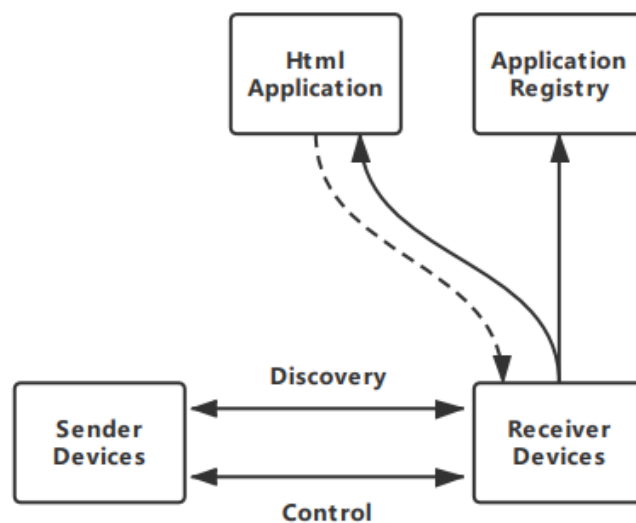 Html
Application
Application
Registry
Discovery
Sender
Devices
Receiver
Devices
Control